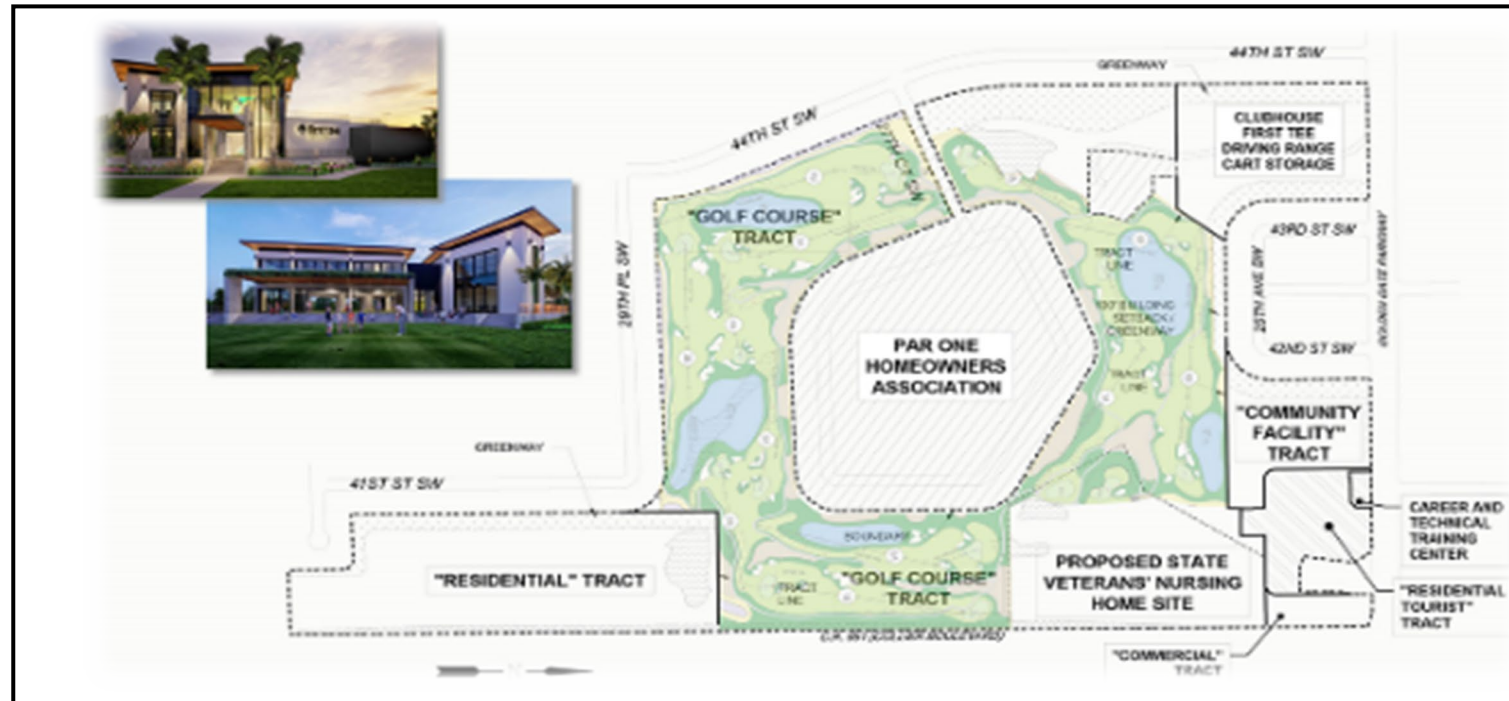 44TH ST SW
GREENWAY
CLUBHOUSE
FIRST TEE
DRIVING RANGE
CART STORAGE
44TH ST SW
"GOLF COURSE"
TRACT
43RD ST SW
29TH PL SW
TRACT
LINE
25TH AVE SW
GREENWAY
42ND ST SW
PAR ONE
HOMEOWNERS
ASSOCIATION
TRACT
LINE
"COMMUNITY
FACILITY"
TRACT
GREENWAY
41ST ST SW
CAREER AND
TECHNICAL
TRAINING
CENTER
BOUNDARY
"RESIDENTIAL" TRACT
"GOLF COURSE"
TRACT
TRACT
LINE
PROPOSED STATE
VETERANS' NURSING
HOME SITE
"RESIDENTIAL
TOURIST"
TRACT
"COMMERCIAL"
TRACT
N